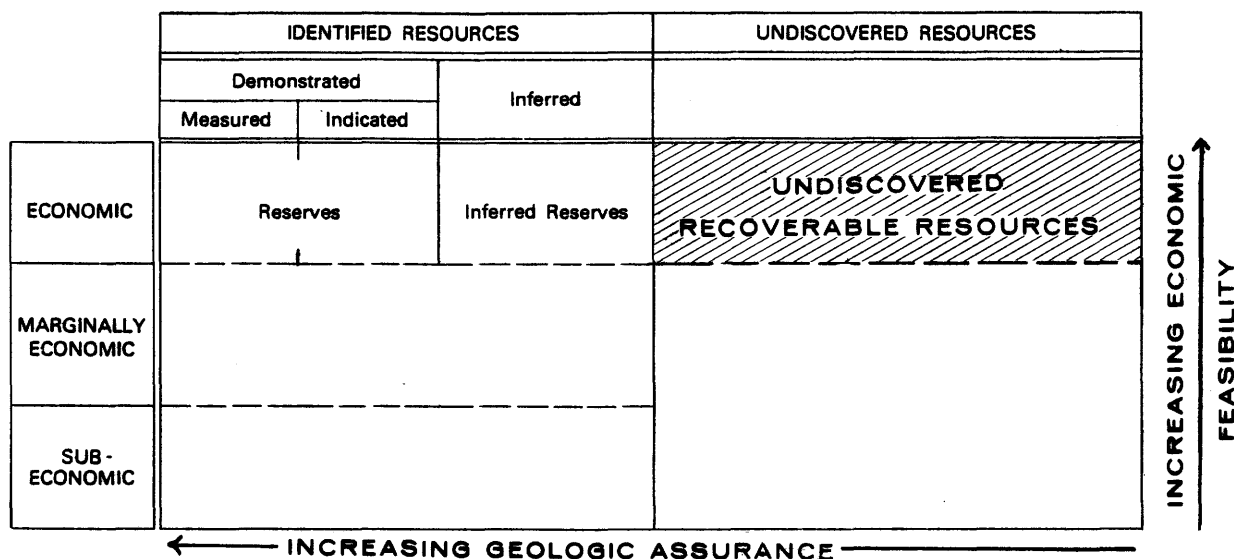 IDENTIFIED RESOURCES
UNDISCOVERED RESOURCES
Demonstrated
Inferred
Measured
Indicated
ECONOMIC
Reserves
Inferred Reserves
UNDISCOVERED
RECOVERABLE RESOURCES
MARGINALLY
ECONOMIC
SUB-
ECONOMIC
INCREASING ECONOMIC
FEASIBILITY
INCREASING GEOLOGIC ASSURANCE